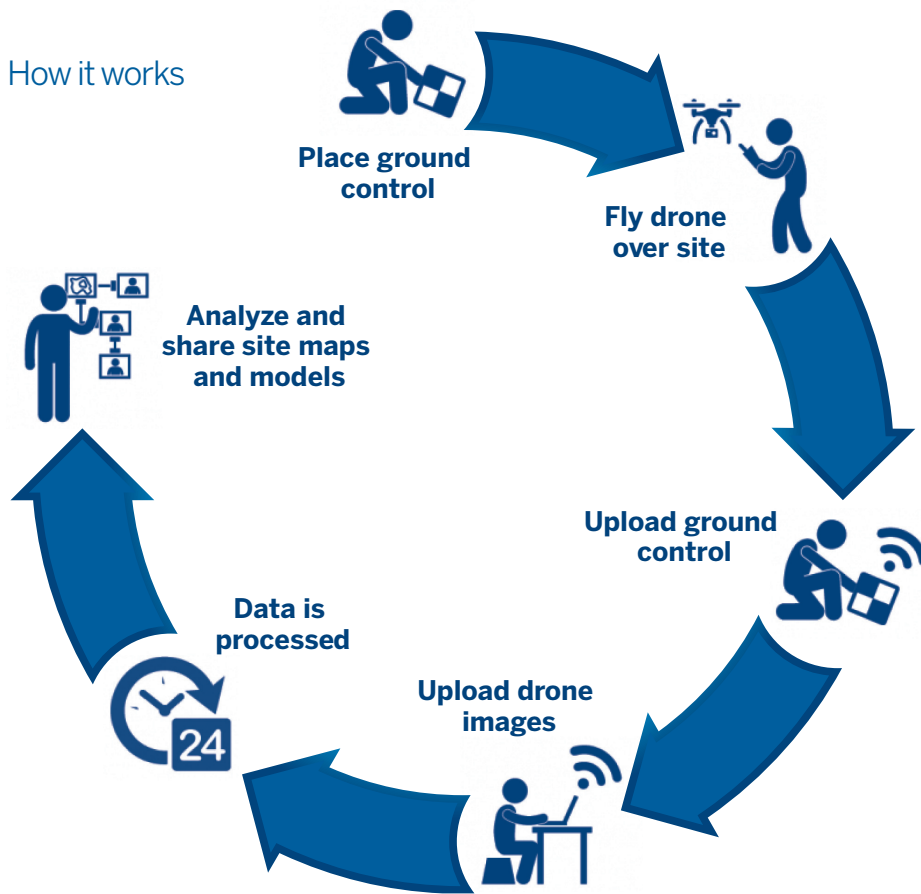 How it works
Place ground
control
Fly drone
over site
Upload ground
control
Upload drone
images
Data is
processed
24
Analyze and
share site maps
and models